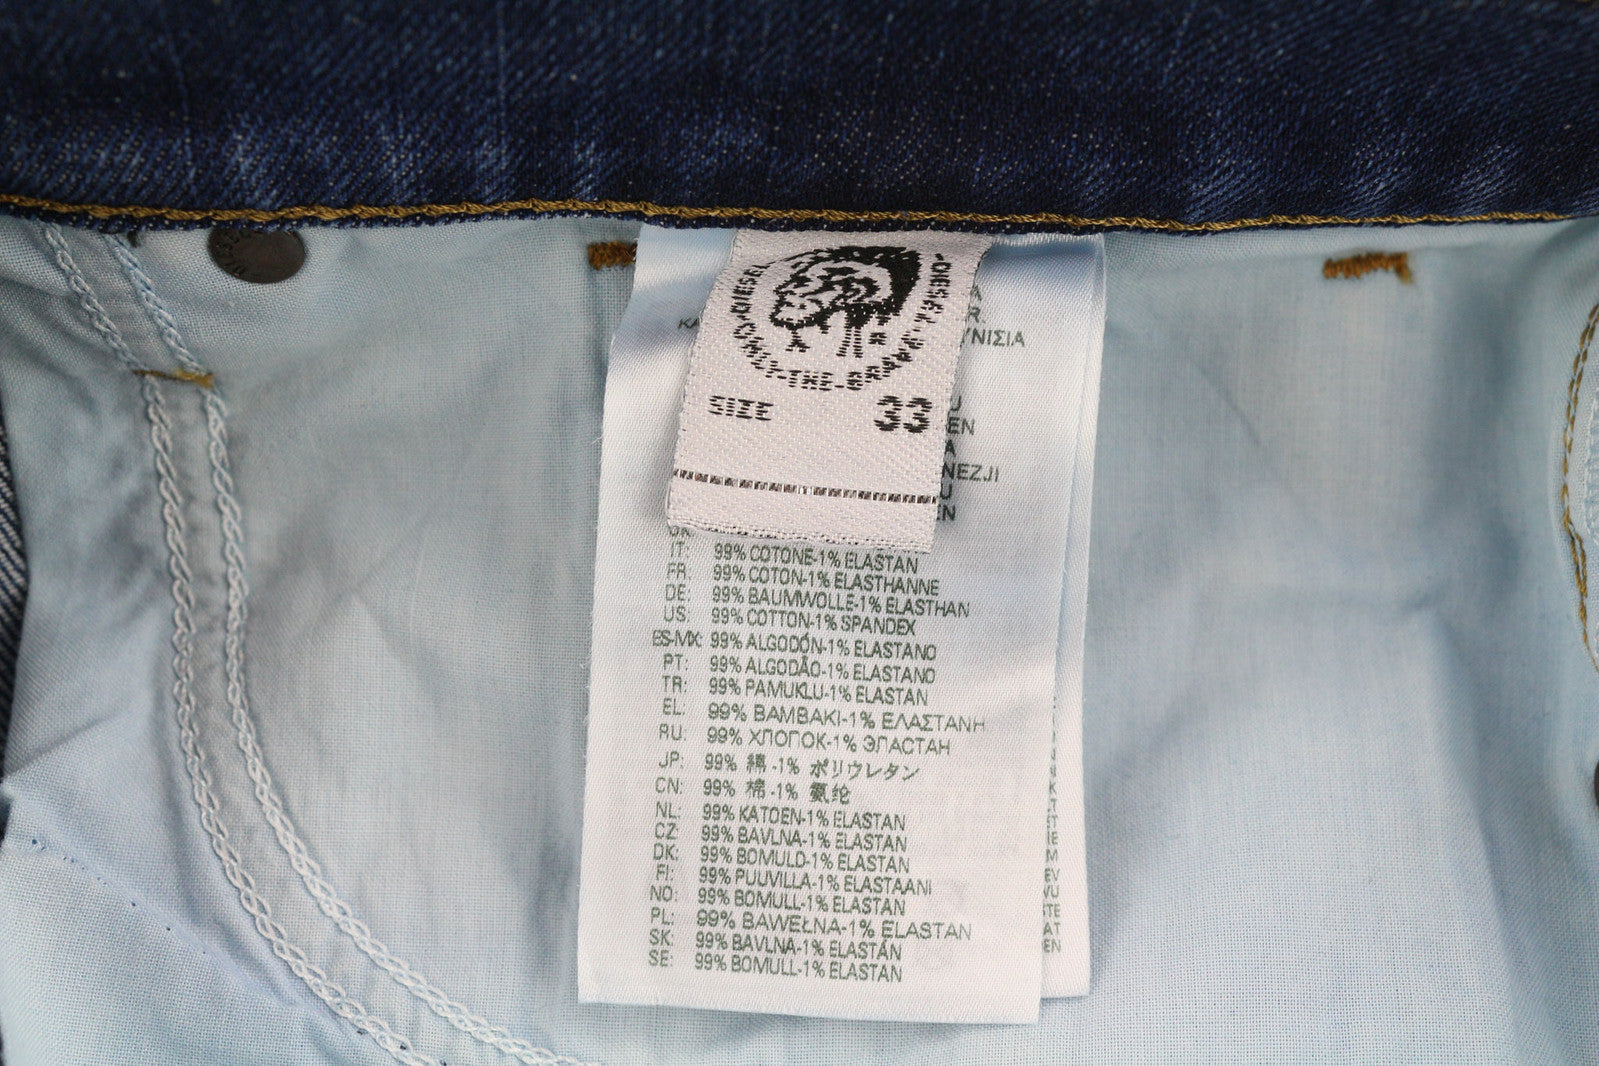 DIESEL
ONLY-THE-BRAVE
DIESEL
SIZE 33
ΝΙΣΙΑ
EN
NEZJI
IT: 99% COTONE-1% ELASTAN
FR: 99% COTON-1% ELASTHANNE
DE: 99% BAUMWOLLE-1% ELASTHAN
US: 99% COTTON-1% SPANDEX
ES-MX: 99% ALGODÓN-1% ELASTANO
PT: 99% ALGODÃO-1% ELASTANO
TR: 99% PAMUKLU-1% ELASTAN
EL: 99% ΒΑΜΒΑΚΙ-1% ΕΛΑΣΤΑΝΗ
RU: 99% ХЛОПОК-1% ЭЛАСТАН
JP: 99% 綿 -1% ポリウレタン
CN: 99% 棉 -1% 氨纶
NL: 99% KATOEN-1% ELASTAN
CZ: 99% BAVLNA-1% ELASTAN
DK: 99% BOMULD-1% ELASTAN
FI: 99% PUUVILLA-1% ELASTAANI
NO: 99% BOMULL-1% ELASTAN
PL: 99% BAWEŁNA-1% ELASTAN
SK: 99% BAVLNA-1% ELASTÁN
SE: 99% BOMULL-1% ELASTAN